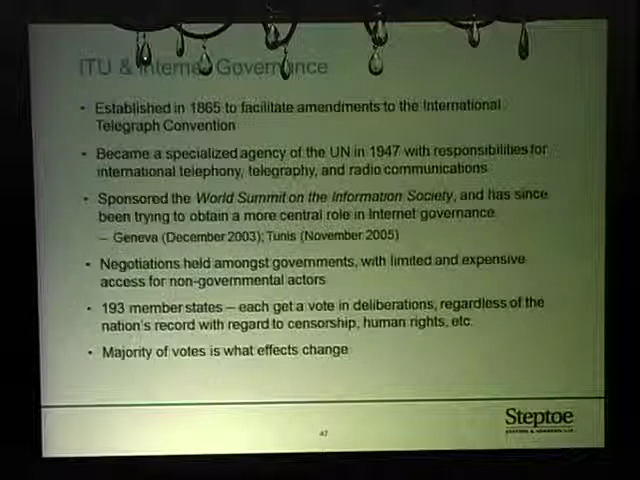 ITU & Internet Governance
• Established in 1865 to facilitate amendments to the International
Telegraph Convention
• Became a specialized agency of the UN in 1947 with responsibilities for
international telephony, telegraphy, and radio communications
• Sponsored the World Summit on the Information Society, and has since
been trying to obtain a more central role in Internet governance
– Geneva (December 2003); Tunis (November 2005)
• Negotiations held amongst governments, with limited and expensive
access for non-governmental actors
• 193 member states – each get a vote in deliberations, regardless of the
nation's record with regard to censorship, human rights, etc.
• Majority of votes is what effects change
47
Steptoe
STEPTOE & JOHNSON LLP